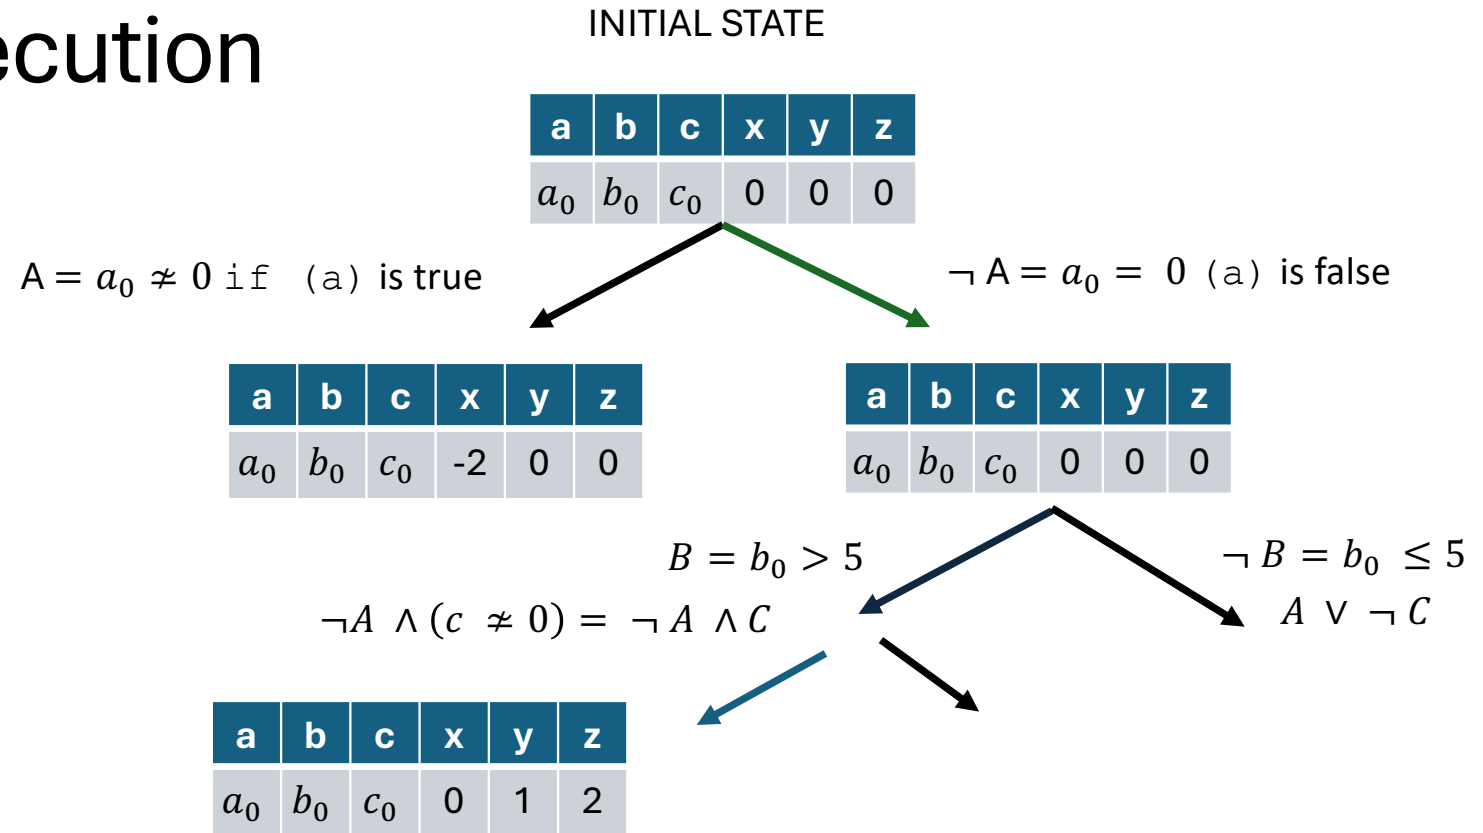 ecution
INITIAL STATE
a b c x y z
a₀ b₀ c₀ 0 0 0
A = a₀ ≄ 0 if (a) is true
¬ A = a₀ = 0 (a) is false
a b c x y z
a₀ b₀ c₀ -2 0 0
a b c x y z
a₀ b₀ c₀ 0 0 0
B = b₀ > 5
¬A ∧ (c ≄ 0) = ¬ A ∧ C
¬ B = b₀ ≤ 5
A ∨ ¬ C
a b c x y z
a₀ b₀ c₀ 0 1 2